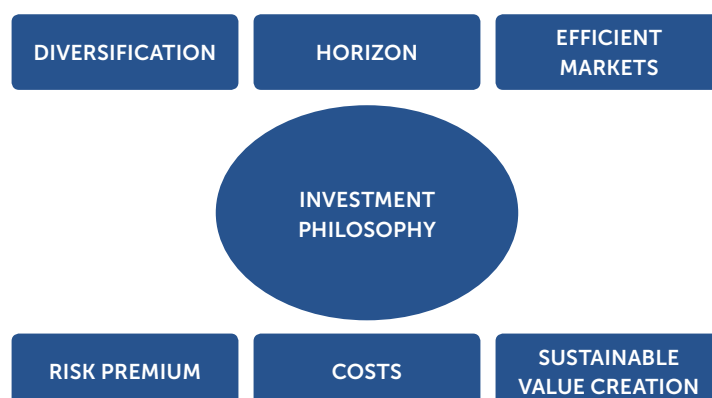 DIVERSIFICATION
HORIZON
EFFICIENT
MARKETS
INVESTMENT
PHILOSOPHY
RISK PREMIUM
COSTS
SUSTAINABLE
VALUE CREATION